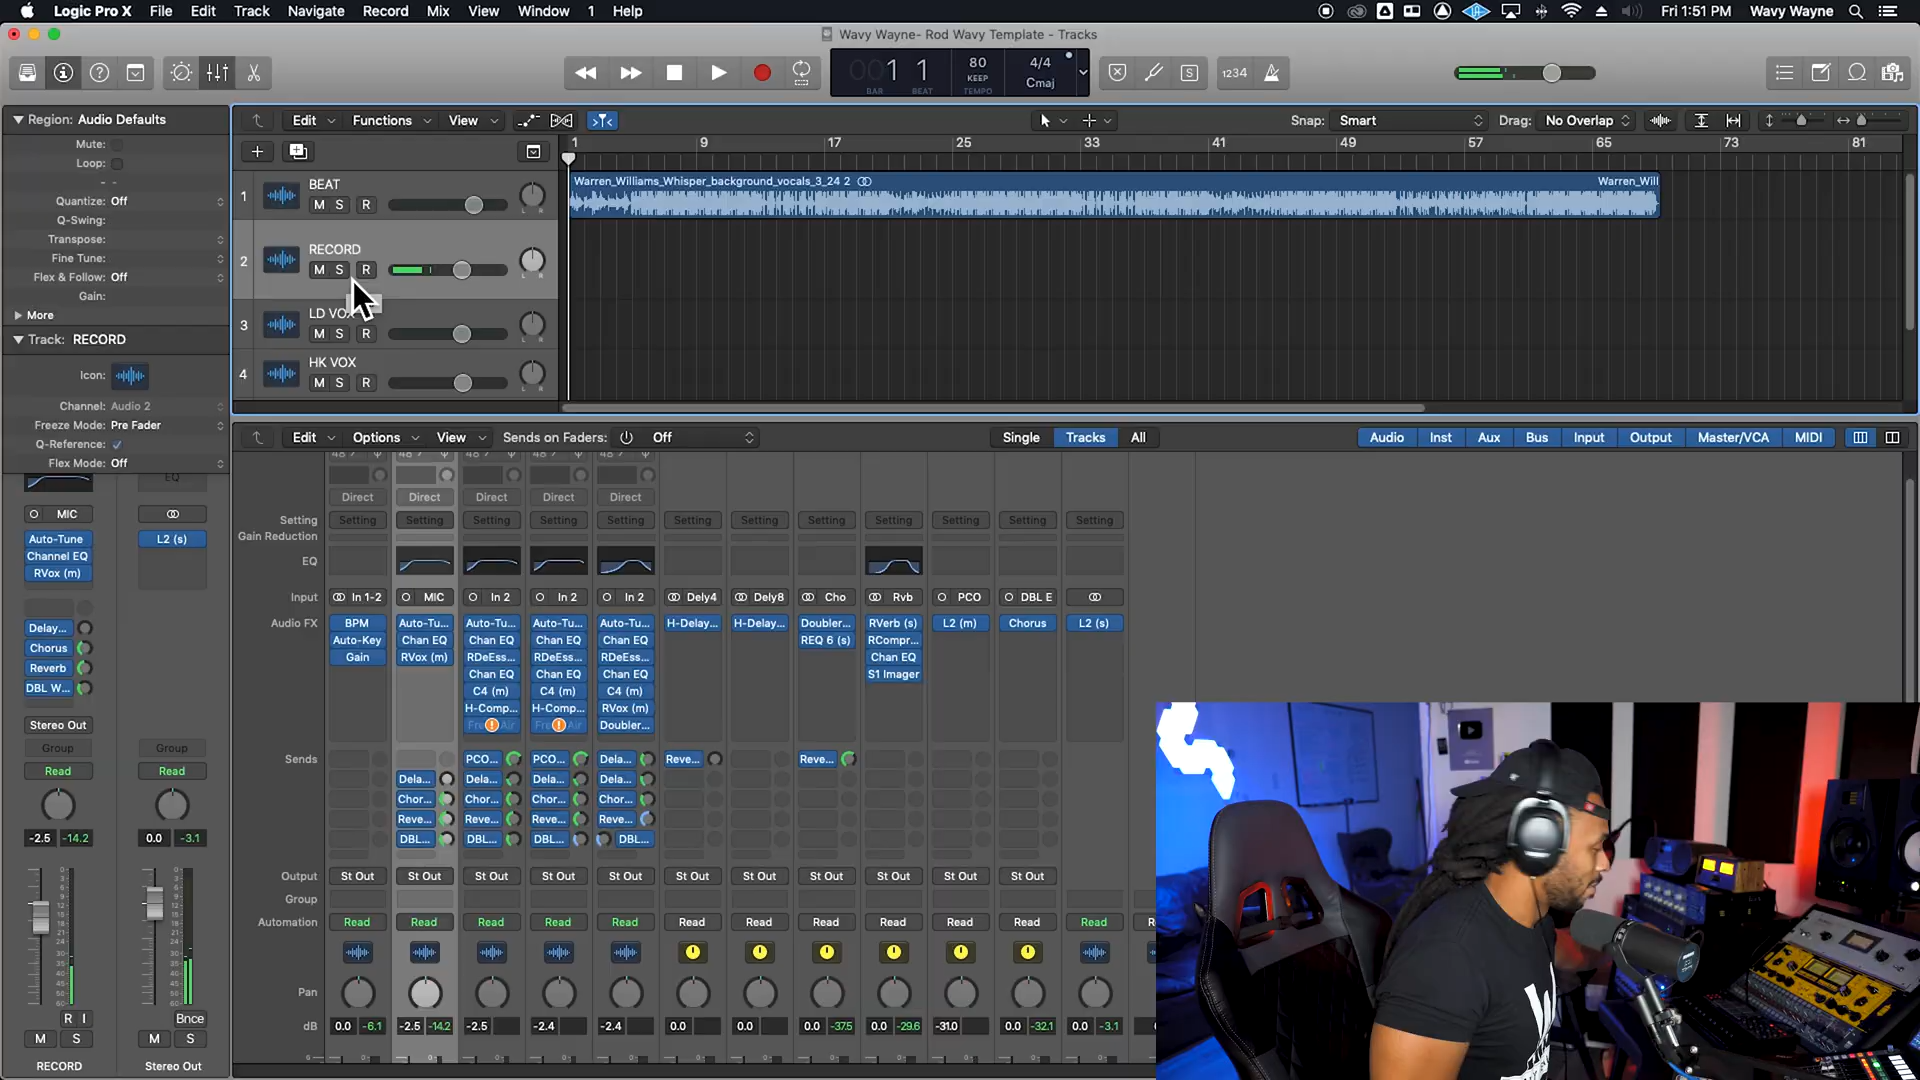 Logic Pro X File Edit Track Navigate Record Mix View Window 1 Help Fri 1:51 PM Wavy Wayne
Wavy Wayne- Rod Wavy Template - Tracks
1 1 80 4/4
KEEP Cmaj
BAR BEAT TEMPO
1234
Region: Audio Defaults
Mute:
Loop:
Quantize: Off
Q-Swing:
Transpose:
Fine Tune:
Flex & Follow: Off
Gain:
More
Track: RECORD
Icon:
Channel: Audio 2
Freeze Mode: Pre Fader
Q-Reference:
Flex Mode: Off
Edit Functions View Snap: Smart Drag: No Overlap
1 9 17 25 33 41 49 57 65 73 81
1 BEAT
M S R
2 RECORD
M S R
3 LD VOX
M S R
4 HK VOX
M S R
L R
Warren_Williams_Whisper_background_vocals_3_24 2 Warren_Will
Edit Options View Sends on Faders: Off Single Tracks All Audio Inst Aux Bus Input Output Master/VCA MIDI
Direct Direct Direct Direct Direct
Setting Setting Setting Setting Setting Setting Setting Setting Setting Setting Setting Setting Setting
Gain Reduction
EQ
Input In 1-2 MIC In 2 In 2 In 2 Dely4 Dely8 Cho Rvb PCO DBL E
Audio FX BPM Auto-Tu... Auto-Tu... Auto-Tu... Auto-Tu... H-Delay... H-Delay... Doubler... RVerb (s) L2 (m) Chorus L2 (s)
Auto-Key Chan EQ Chan EQ Chan EQ Chan EQ REQ 6 (s) RCompr...
Gain RVox (m) RDeEss... RDeEss... RDeEss... Chan EQ
Chan EQ Chan EQ Chan EQ S1 Imager
C4 (m) C4 (m) C4 (m)
H-Comp... H-Comp... RVox (m)
Doubler...
Sends PCO... PCO... Dela... Reve... Reve...
Dela... Dela... Dela... Dela...
Chor... Chor... Chor... Chor...
Reve... Reve... Reve... Reve...
DBL... DBL... DBL... DBL...
Output St Out St Out St Out St Out St Out St Out St Out St Out St Out St Out St Out
Group
Automation Read Read Read Read Read Read Read Read Read Read Read Read
Pan
dB 0.0 -6.1 -2.5 -14.2 -2.5 -2.4 -2.4 0.0 0.0 0.0 -37.5 0.0 -29.6 -31.0 0.0 -32.1 0.0 -3.1
EQ
MIC
Auto-Tune L2 (s)
Channel EQ
RVox (m)
Delay...
Chorus
Reverb
DBL W...
Stereo Out
Group Group
Read Read
-2.5 -14.2 0.0 -3.1
R I Bnce
M S M S
RECORD Stereo Out